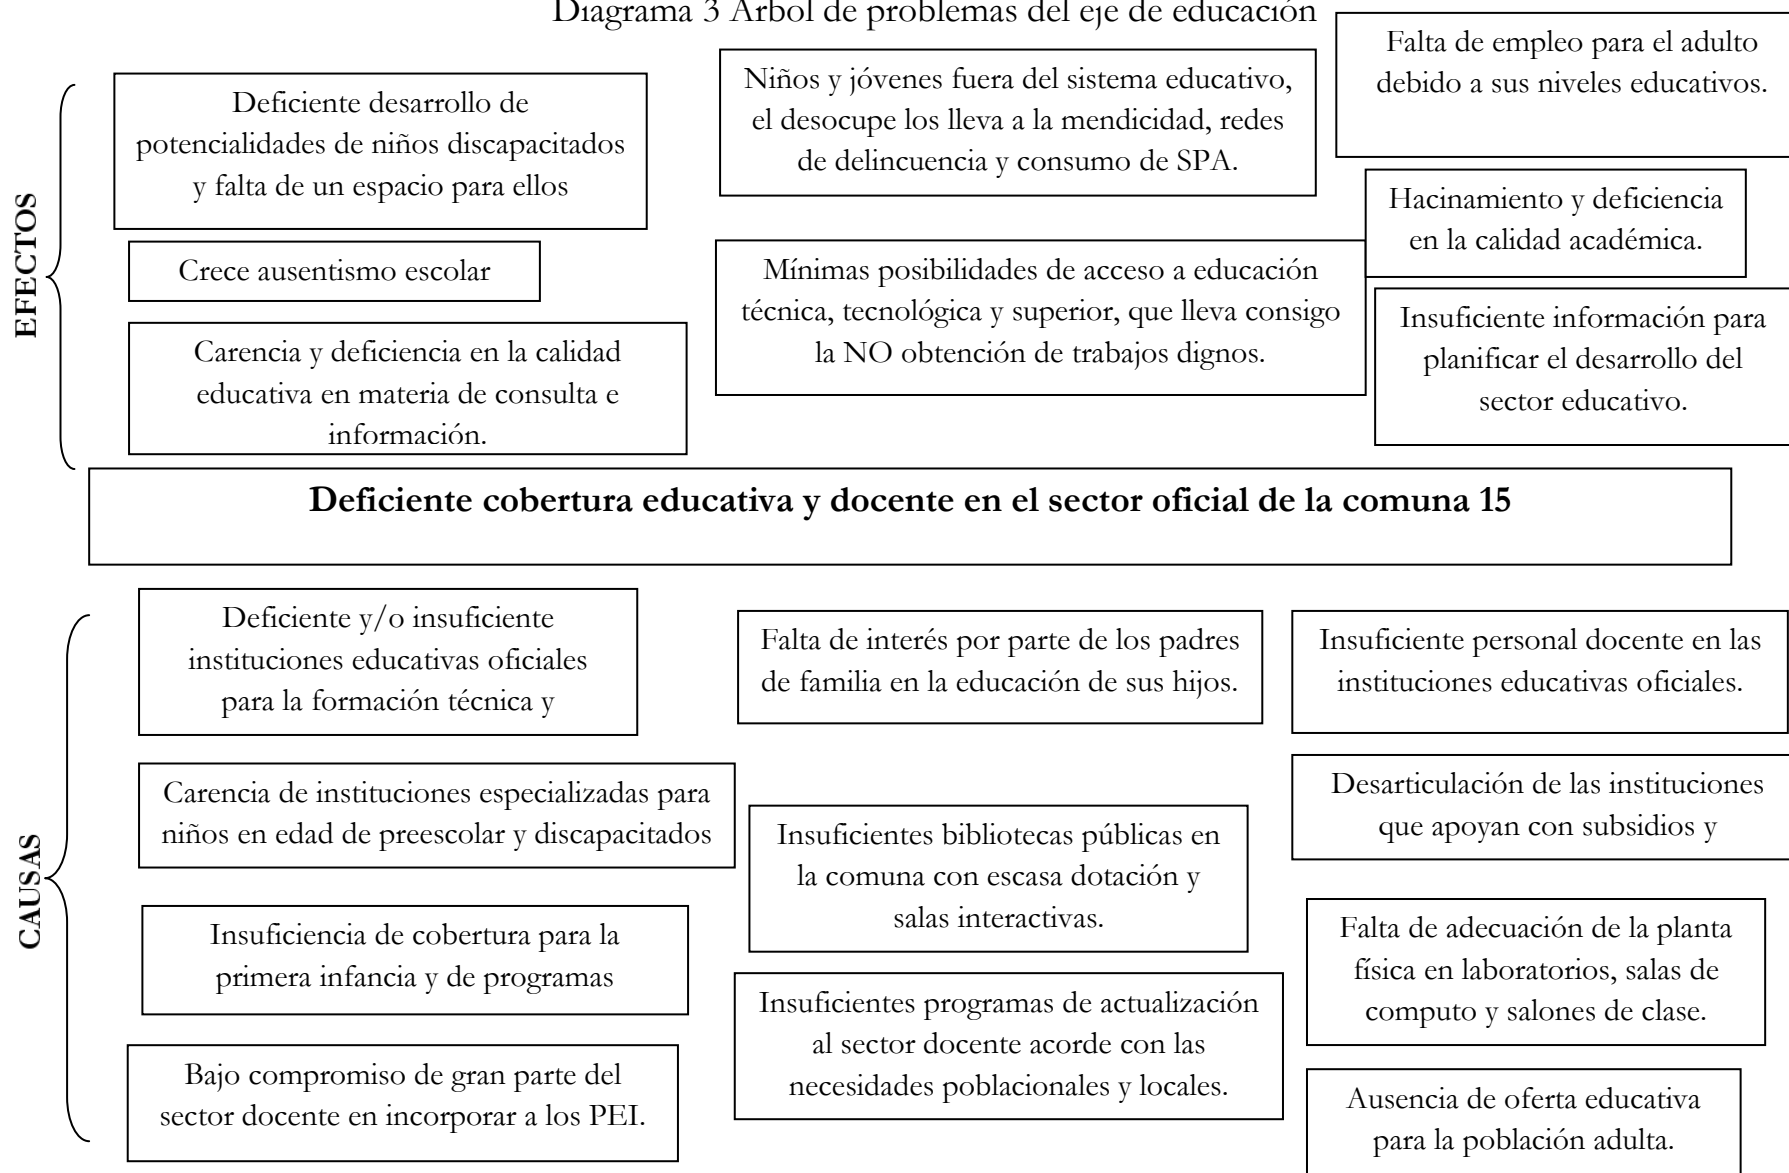 Diagrama 3 Árbol de problemas del eje de educación
EFECTOS
Deficiente desarrollo de
potencialidades de niños discapacitados
y falta de un espacio para ellos
Crece ausentismo escolar
Carencia y deficiencia en la calidad
educativa en materia de consulta e
información.
Niños y jóvenes fuera del sistema educativo,
el desocupe los lleva a la mendicidad, redes
de delincuencia y consumo de SPA.
Mínimas posibilidades de acceso a educación
técnica, tecnológica y superior, que lleva consigo
la NO obtención de trabajos dignos.
Falta de empleo para el adulto
debido a sus niveles educativos.
Hacinamiento y deficiencia
en la calidad académica.
Insuficiente información para
planificar el desarrollo del
sector educativo.
Deficiente cobertura educativa y docente en el sector oficial de la comuna 15
CAUSAS
Deficiente y/o insuficiente
instituciones educativas oficiales
para la formación técnica y
Carencia de instituciones especializadas para
niños en edad de preescolar y discapacitados
Insuficiencia de cobertura para la
primera infancia y de programas
Bajo compromiso de gran parte del
sector docente en incorporar a los PEI.
Falta de interés por parte de los padres
de familia en la educación de sus hijos.
Insuficientes bibliotecas públicas en
la comuna con escasa dotación y
salas interactivas.
Insuficientes programas de actualización
al sector docente acorde con las
necesidades poblacionales y locales.
Insuficiente personal docente en las
instituciones educativas oficiales.
Desarticulación de las instituciones
que apoyan con subsidios y
Falta de adecuación de la planta
física en laboratorios, salas de
computo y salones de clase.
Ausencia de oferta educativa
para la población adulta.